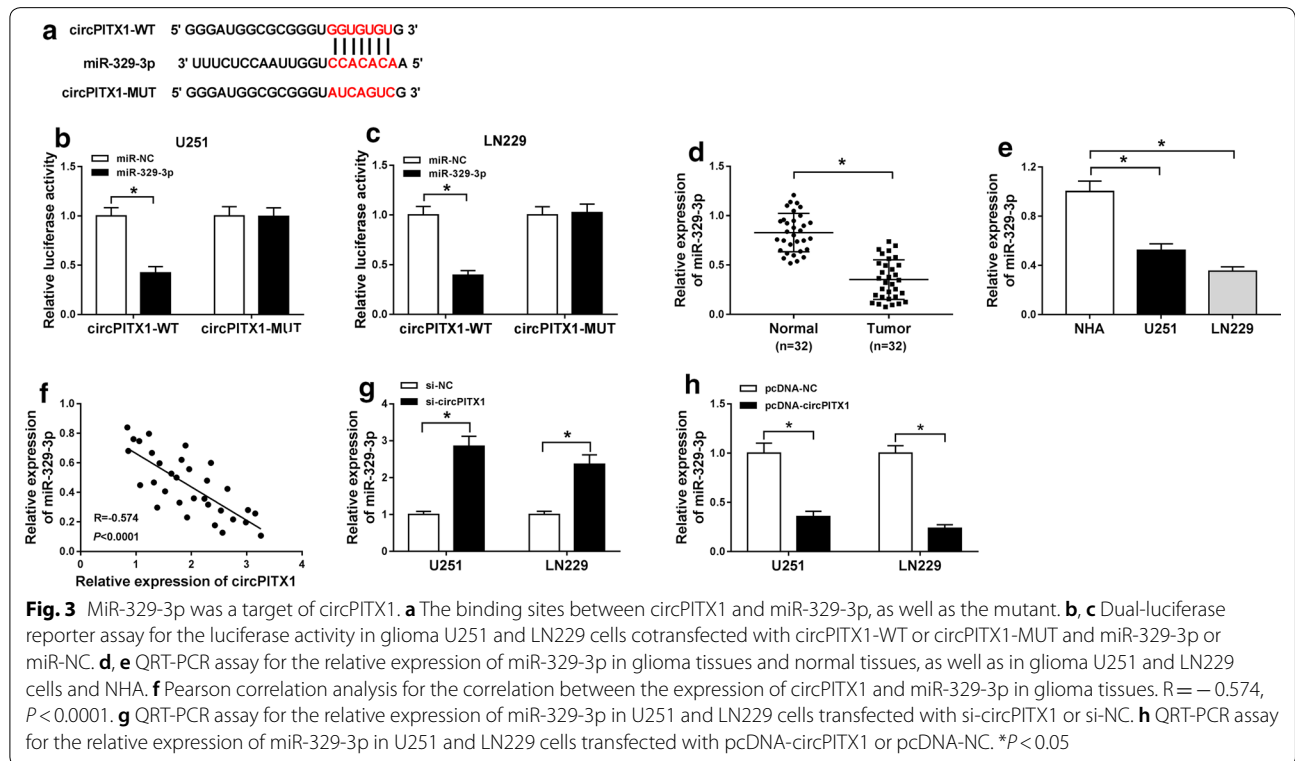 a
circPITX1-WT 5' GGGAUGGCGCGGGUGGUGUGUG 3'
miR-329-3p 3' UUUCUCCAAUUGGUCCACACAA 5'
circPITX1-MUT 5' GGGAUGGCGCGGGUAUCAGUCG 3'
b
U251
miR-NC
miR-329-3p
Relative luciferase activity
1.5
1.0
0.5
0.0
*
circPITX1-WT circPITX1-MUT
c
LN229
miR-NC
miR-329-3p
Relative luciferase activity
1.5
1.0
0.5
0.0
*
circPITX1-WT circPITX1-MUT
d
Relative expression
of miR-329-3p
1.5
1.0
0.5
0.0
*
Normal Tumor
(n=32) (n=32)
e
Relative expression
of miR-329-3p
1.2
0.8
0.4
0.0
*
*
NHA U251 LN229
f
Relative expression
of miR-329-3p
0.8
0.6
0.4
0.2
0.0
1.0
R=-0.574
P<0.0001
0 1 2 3 4
Relative expression of circPITX1
g
si-NC
si-circPITX1
Relative expression
of miR-329-3p
4
3
2
1
0
* *
U251 LN229
h
pcDNA-NC
pcDNA-circPITX1
Relative expression
of miR-329-3p
1.5
1.0
0.5
0.0
* *
U251 LN229
Fig. 3 MiR-329-3p was a target of circPITX1. a The binding sites between circPITX1 and miR-329-3p, as well as the mutant. b, c Dual-luciferase
reporter assay for the luciferase activity in glioma U251 and LN229 cells cotransfected with circPITX1-WT or circPITX1-MUT and miR-329-3p or
miR-NC. d, e QRT-PCR assay for the relative expression of miR-329-3p in glioma tissues and normal tissues, as well as in glioma U251 and LN229
cells and NHA. f Pearson correlation analysis for the correlation between the expression of circPITX1 and miR-329-3p in glioma tissues. R = − 0.574,
P < 0.0001. g QRT-PCR assay for the relative expression of miR-329-3p in U251 and LN229 cells transfected with si-circPITX1 or si-NC. h QRT-PCR assay
for the relative expression of miR-329-3p in U251 and LN229 cells transfected with pcDNA-circPITX1 or pcDNA-NC. *P < 0.05